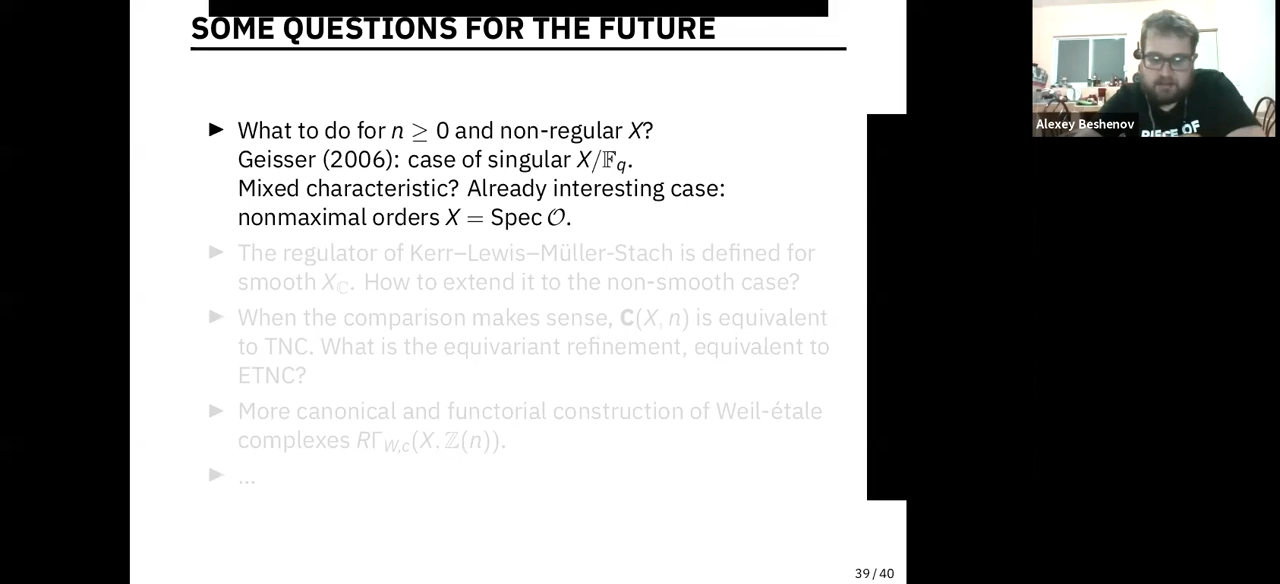 SOME QUESTIONS FOR THE FUTURE
► What to do for n ≥ 0 and non-regular X?
Geisser (2006): case of singular X/𝔽q.
Mixed characteristic? Already interesting case:
nonmaximal orders X = Spec 𝒪.
► The regulator of Kerr–Lewis–Müller-Stach is defined for
smooth Xℂ. How to extend it to the non-smooth case?
► When the comparison makes sense, C(X, n) is equivalent
to TNC. What is the equivariant refinement, equivalent to
ETNC?
► More canonical and functorial construction of Weil-étale
complexes RΓW,c(X, ℤ(n)).
► ...
39 / 40
Alexey Beshenov
PIECE OF